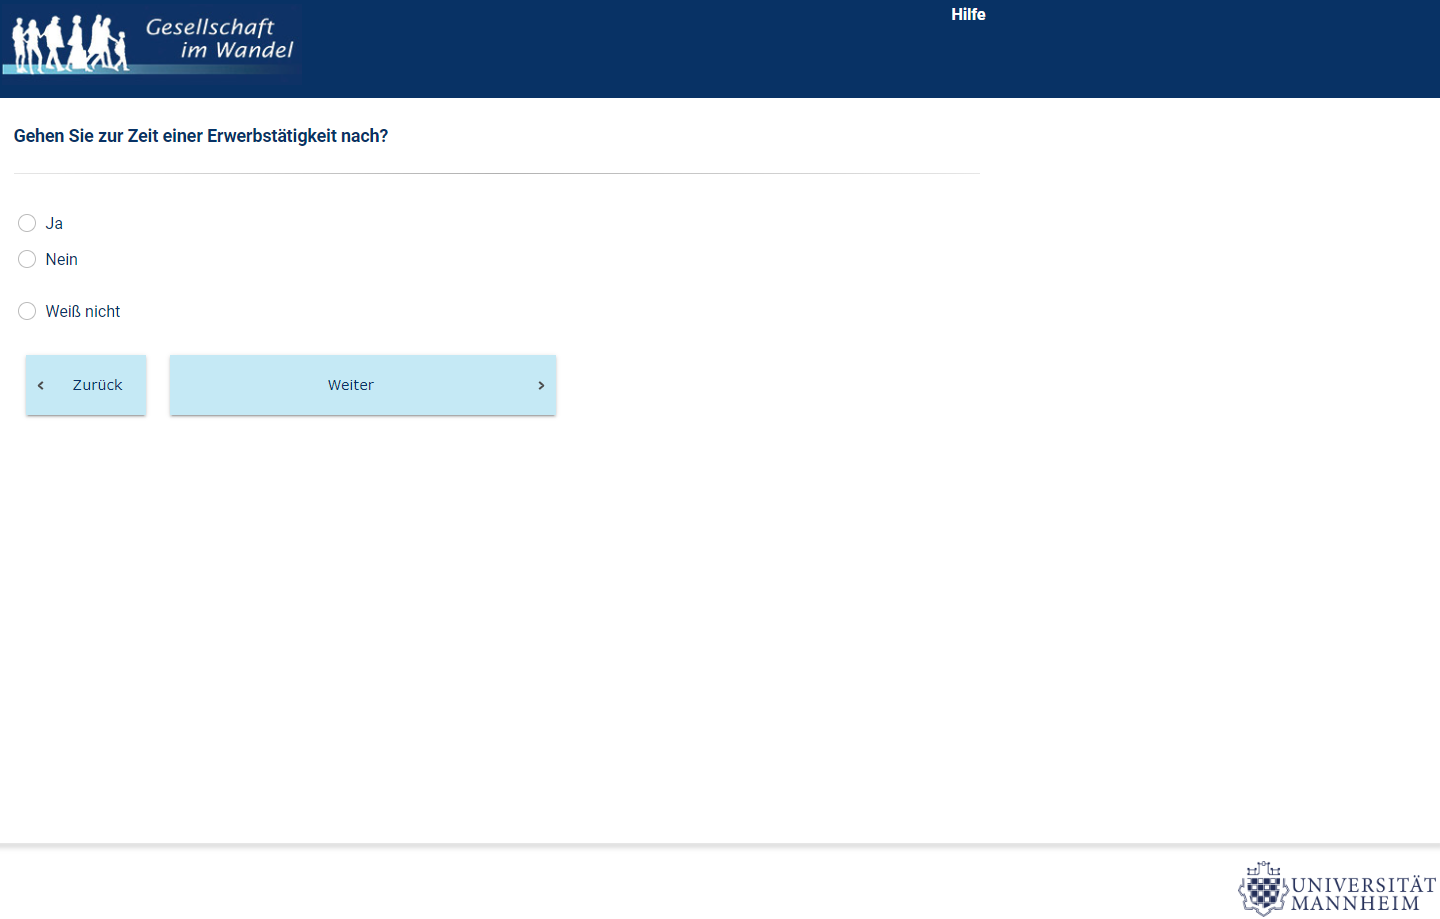 Gesellschaft
im Wandel
Hilfe
Gehen Sie zur Zeit einer Erwerbstätigkeit nach?
Ja
Nein
Weiß nicht
Zurück
Weiter
UNIVERSITÄT
MANNHEIM